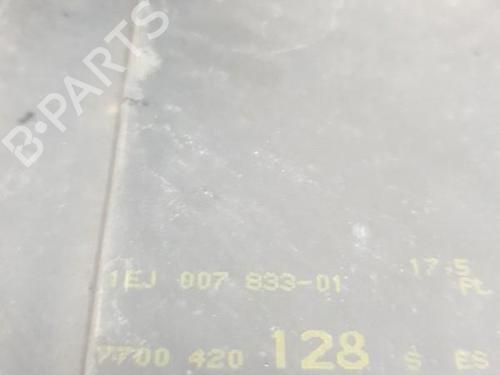 B-PARTS
17-5
1EJ 007 833-01 PL
7700 420 128 S ES